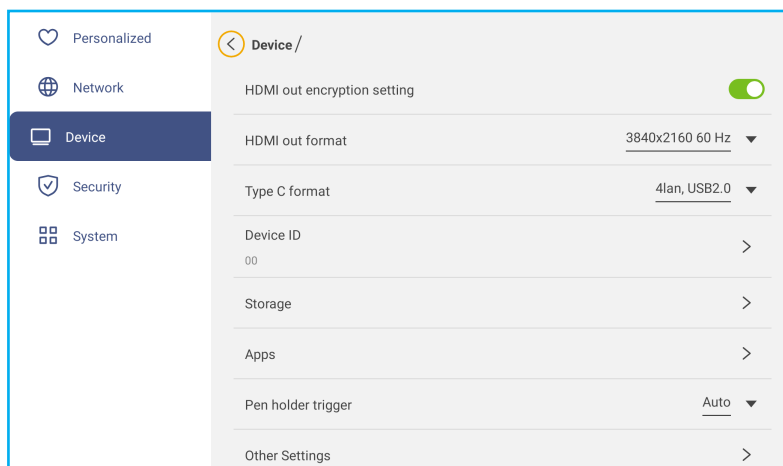 Personalized
Network
Device
Security
System
Device /
HDMI out encryption setting
HDMI out format 3840x2160 60 Hz
Type C format 4lan, USB2.0
Device ID
00
Storage
Apps
Pen holder trigger Auto
Other Settings